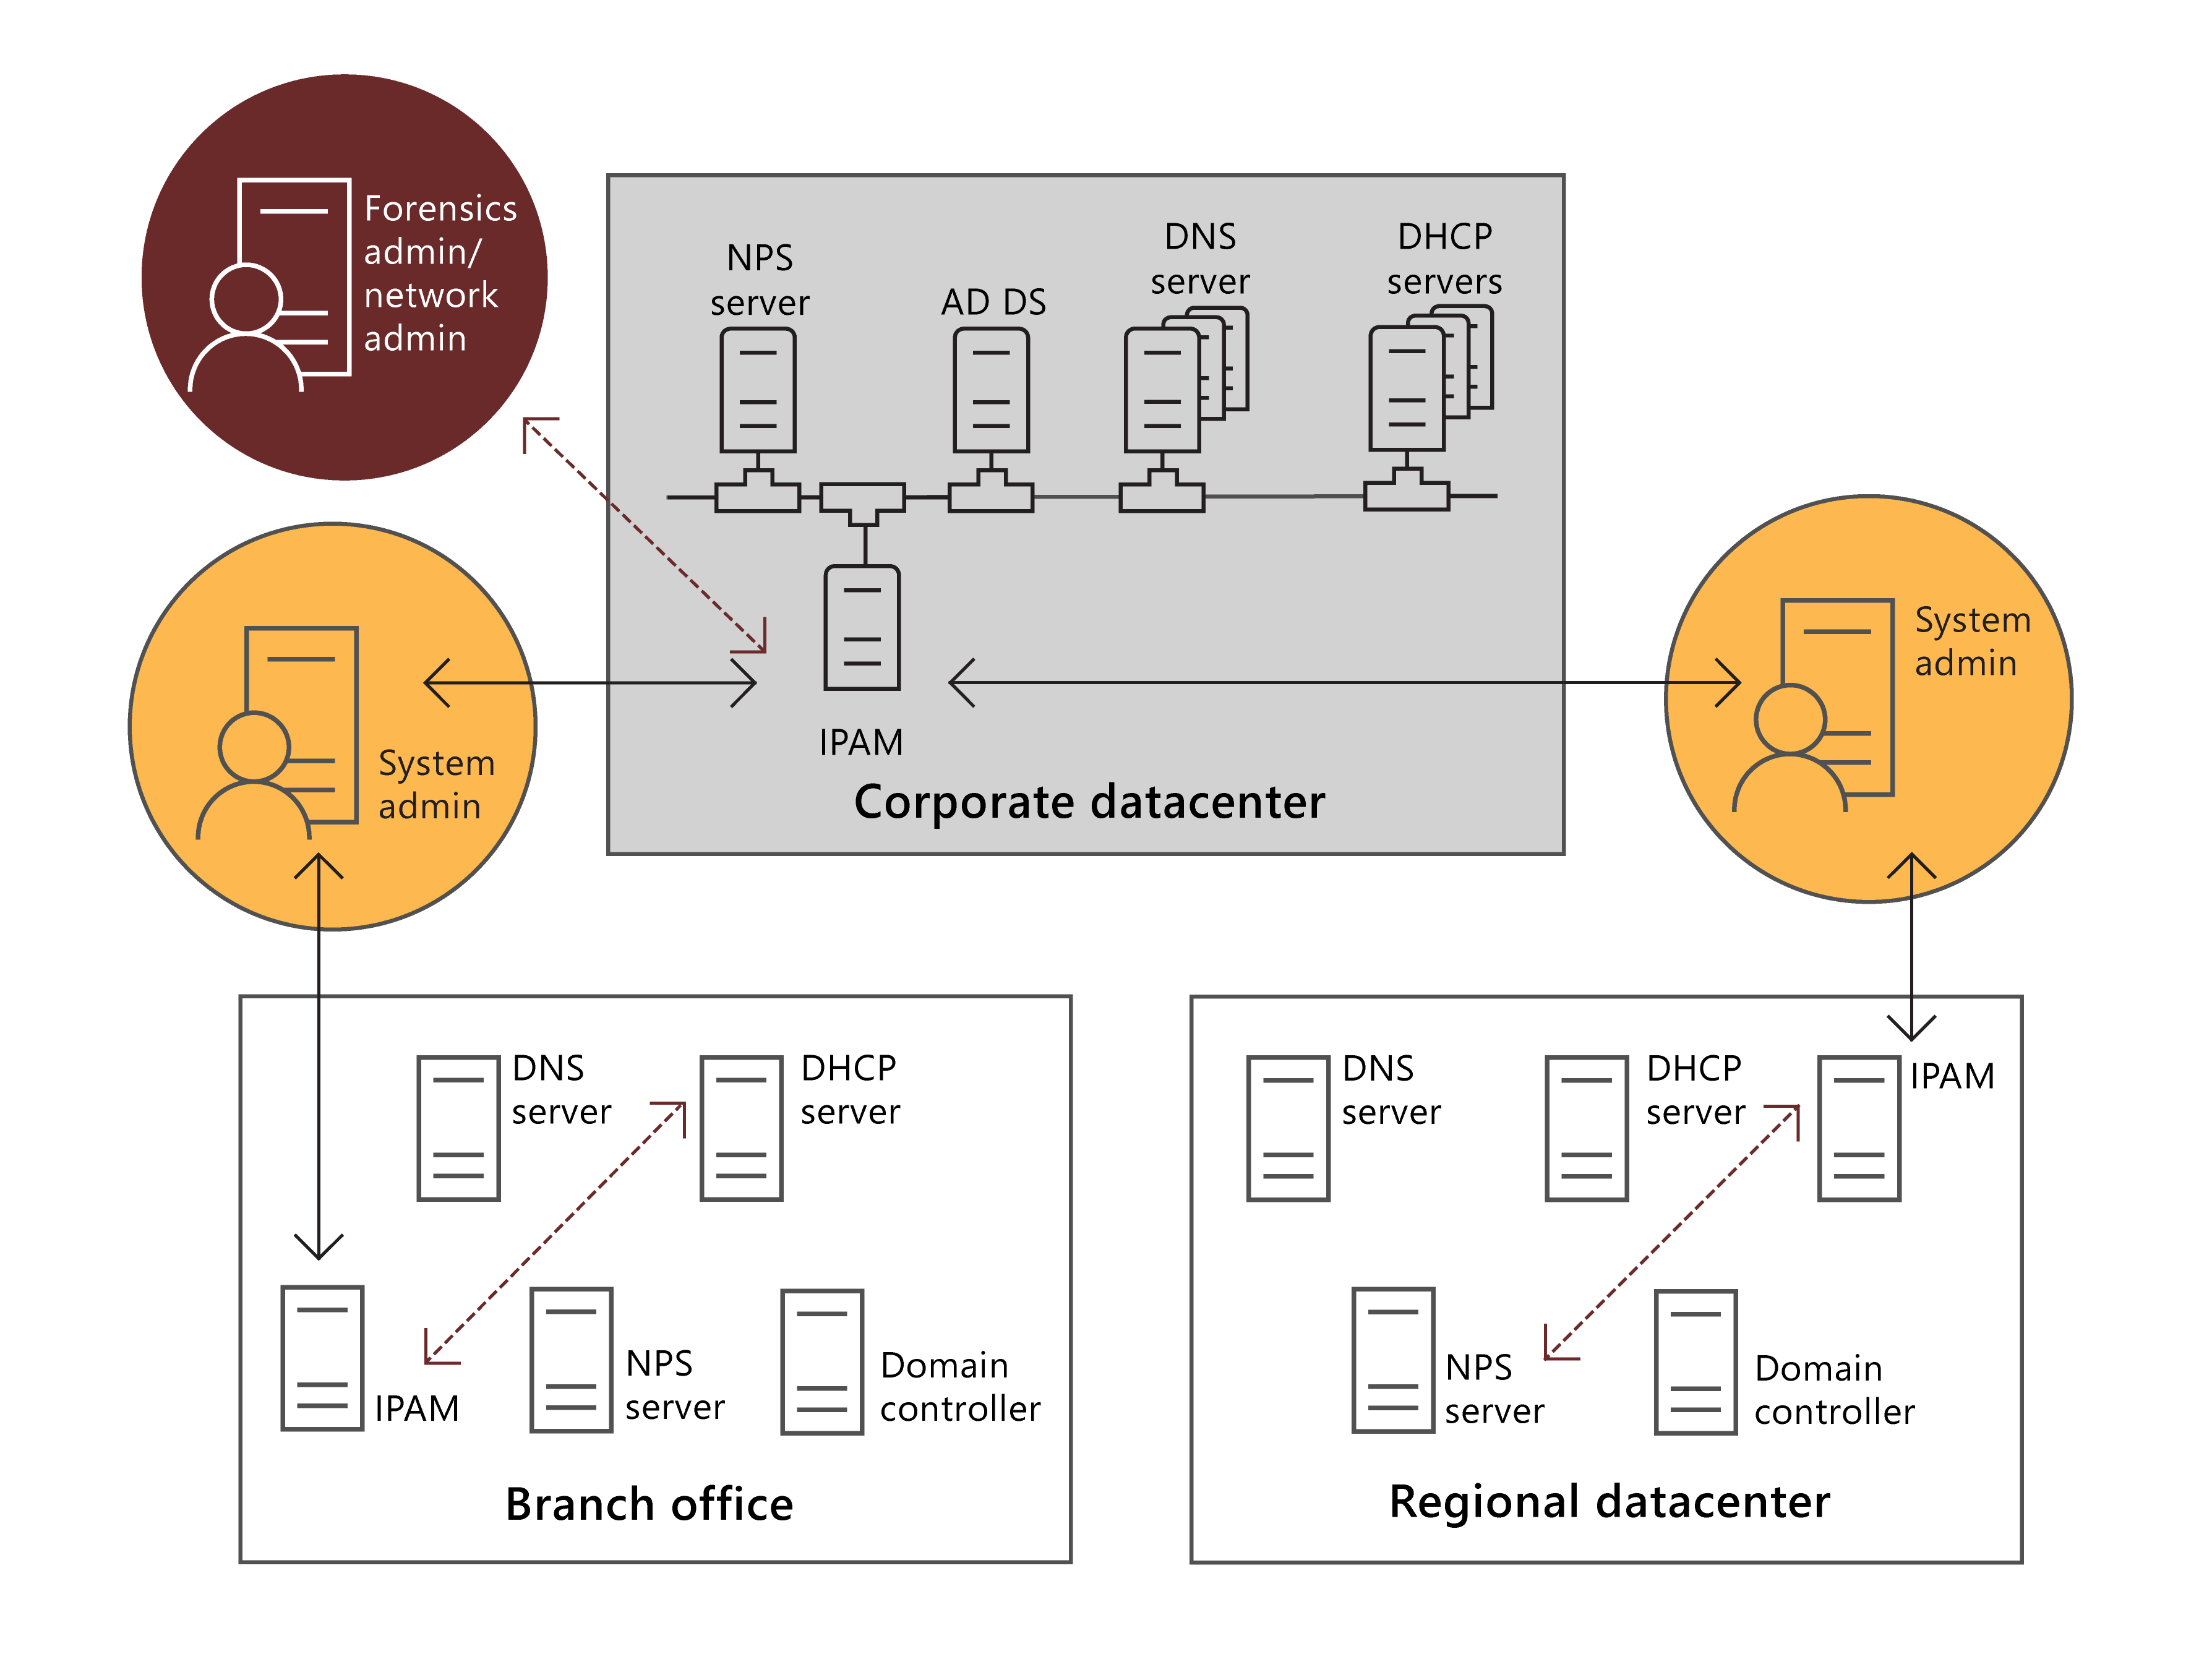 Forensics
admin/
network
admin
NPS
server
AD DS
DNS
server
DHCP
servers
IPAM
Corporate datacenter
System
admin
System
admin
DNS
server
DHCP
server
IPAM
NPS
server
Domain
controller
Branch office
DNS
server
DHCP
server
IPAM
NPS
server
Domain
controller
Regional datacenter